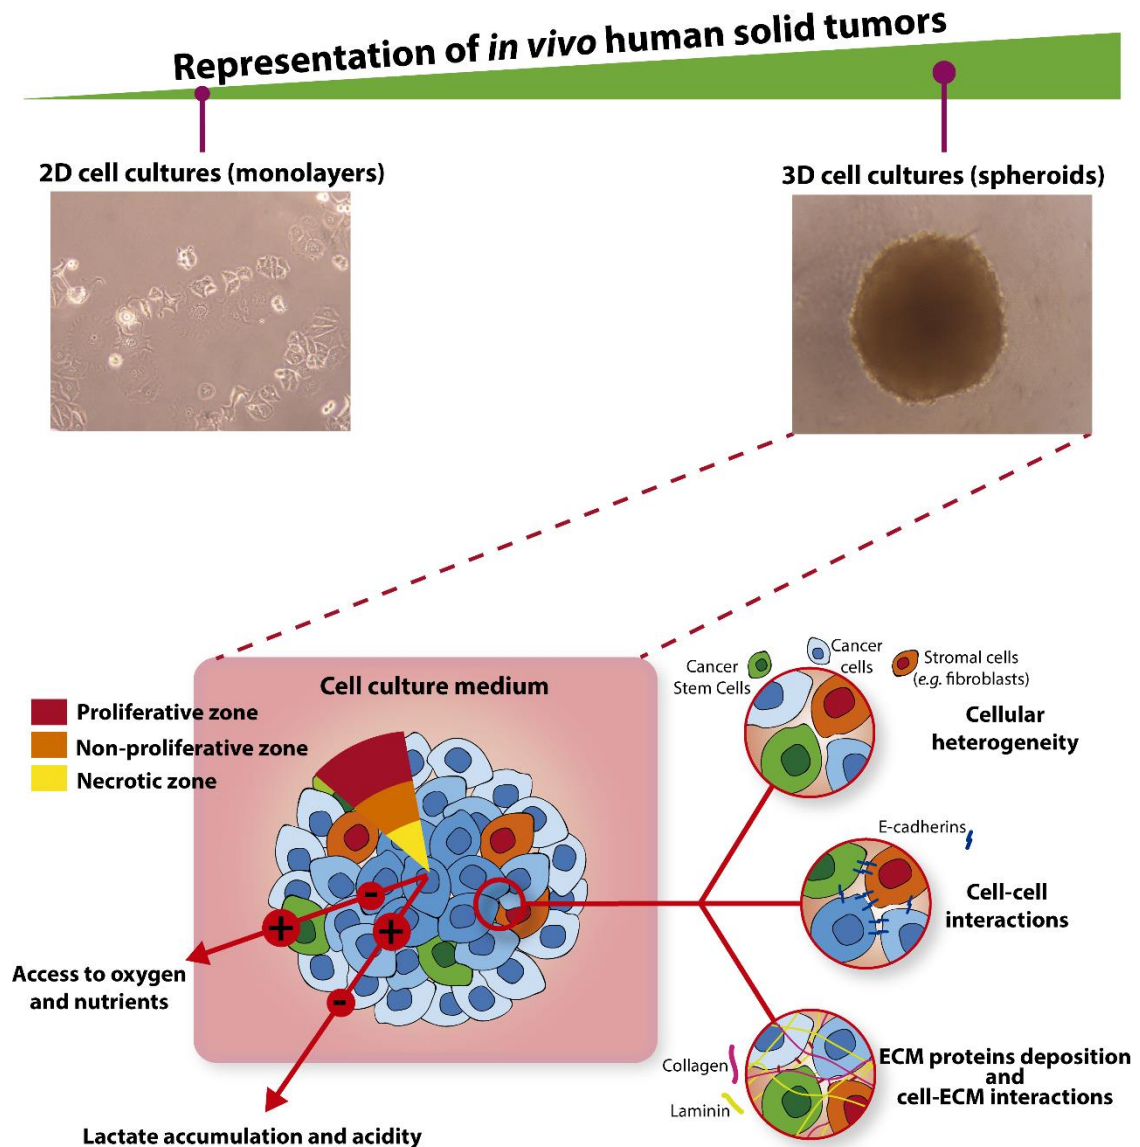 Representation of in vivo human solid tumors
2D cell cultures (monolayers)
3D cell cultures (spheroids)
Cell culture medium
Proliferative zone
Non-proliferative zone
Necrotic zone
+
-
+
-
Access to oxygen
and nutrients
Lactate accumulation and acidity
Cancer
Stem Cells
Cancer
cells
Stromal cells
(e.g. fibroblasts)
Cellular
heterogeneity
E-cadherins
Cell-cell
interactions
Collagen
Laminin
ECM proteins deposition
and
cell-ECM interactions